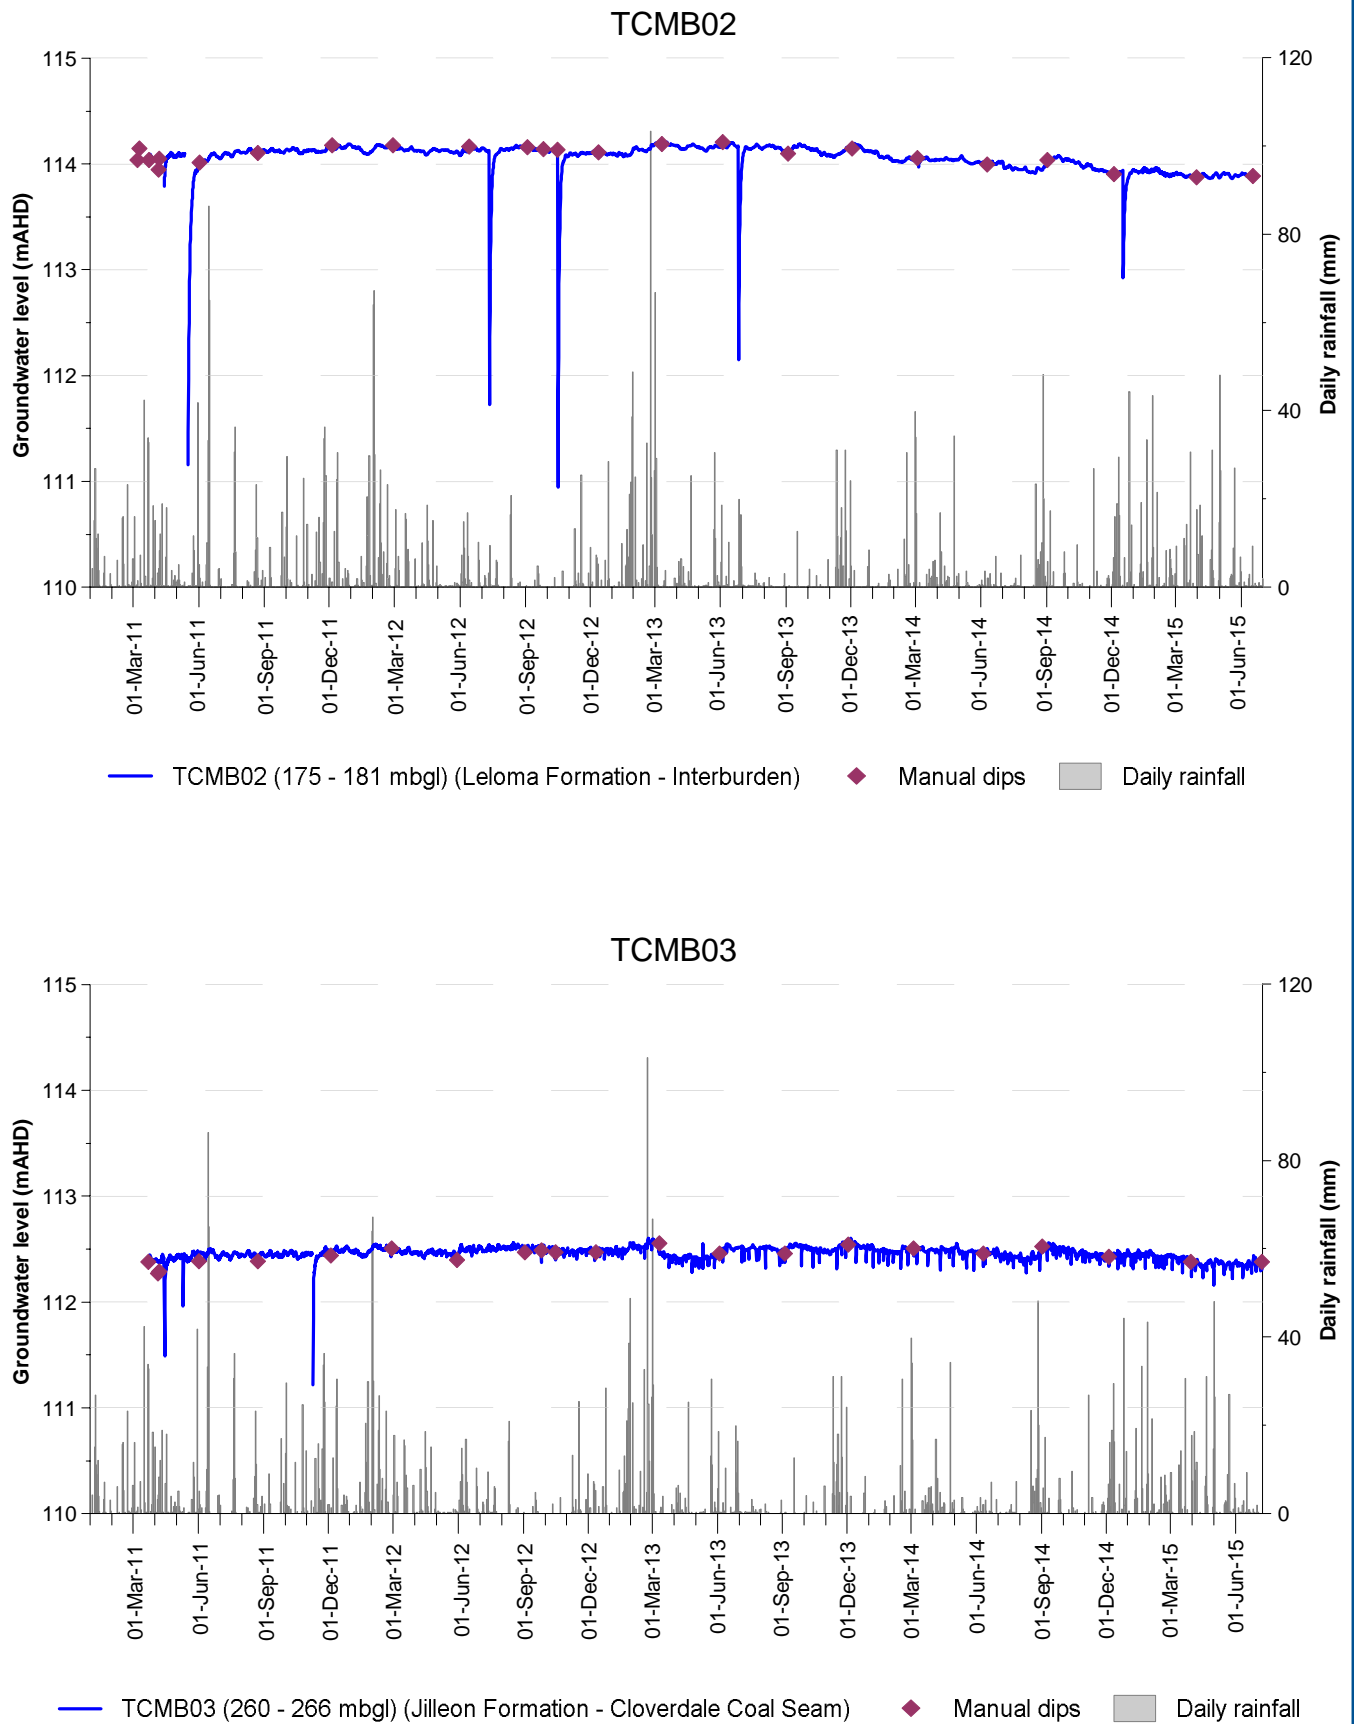 TCMB02
115
114
113
112
111
110
Groundwater level (mAHD)
120
80
40
0
Daily rainfall (mm)
01-Mar-11
01-Jun-11
01-Sep-11
01-Dec-11
01-Mar-12
01-Jun-12
01-Sep-12
01-Dec-12
01-Mar-13
01-Jun-13
01-Sep-13
01-Dec-13
01-Mar-14
01-Jun-14
01-Sep-14
01-Dec-14
01-Mar-15
01-Jun-15
TCMB02 (175 - 181 mbgl) (Leloma Formation - Interburden) Manual dips Daily rainfall
TCMB03
115
114
113
112
111
110
Groundwater level (mAHD)
120
80
40
0
Daily rainfall (mm)
01-Mar-11
01-Jun-11
01-Sep-11
01-Dec-11
01-Mar-12
01-Jun-12
01-Sep-12
01-Dec-12
01-Mar-13
01-Jun-13
01-Sep-13
01-Dec-13
01-Mar-14
01-Jun-14
01-Sep-14
01-Dec-14
01-Mar-15
01-Jun-15
TCMB03 (260 - 266 mbgl) (Jilleon Formation - Cloverdale Coal Seam) Manual dips Daily rainfall